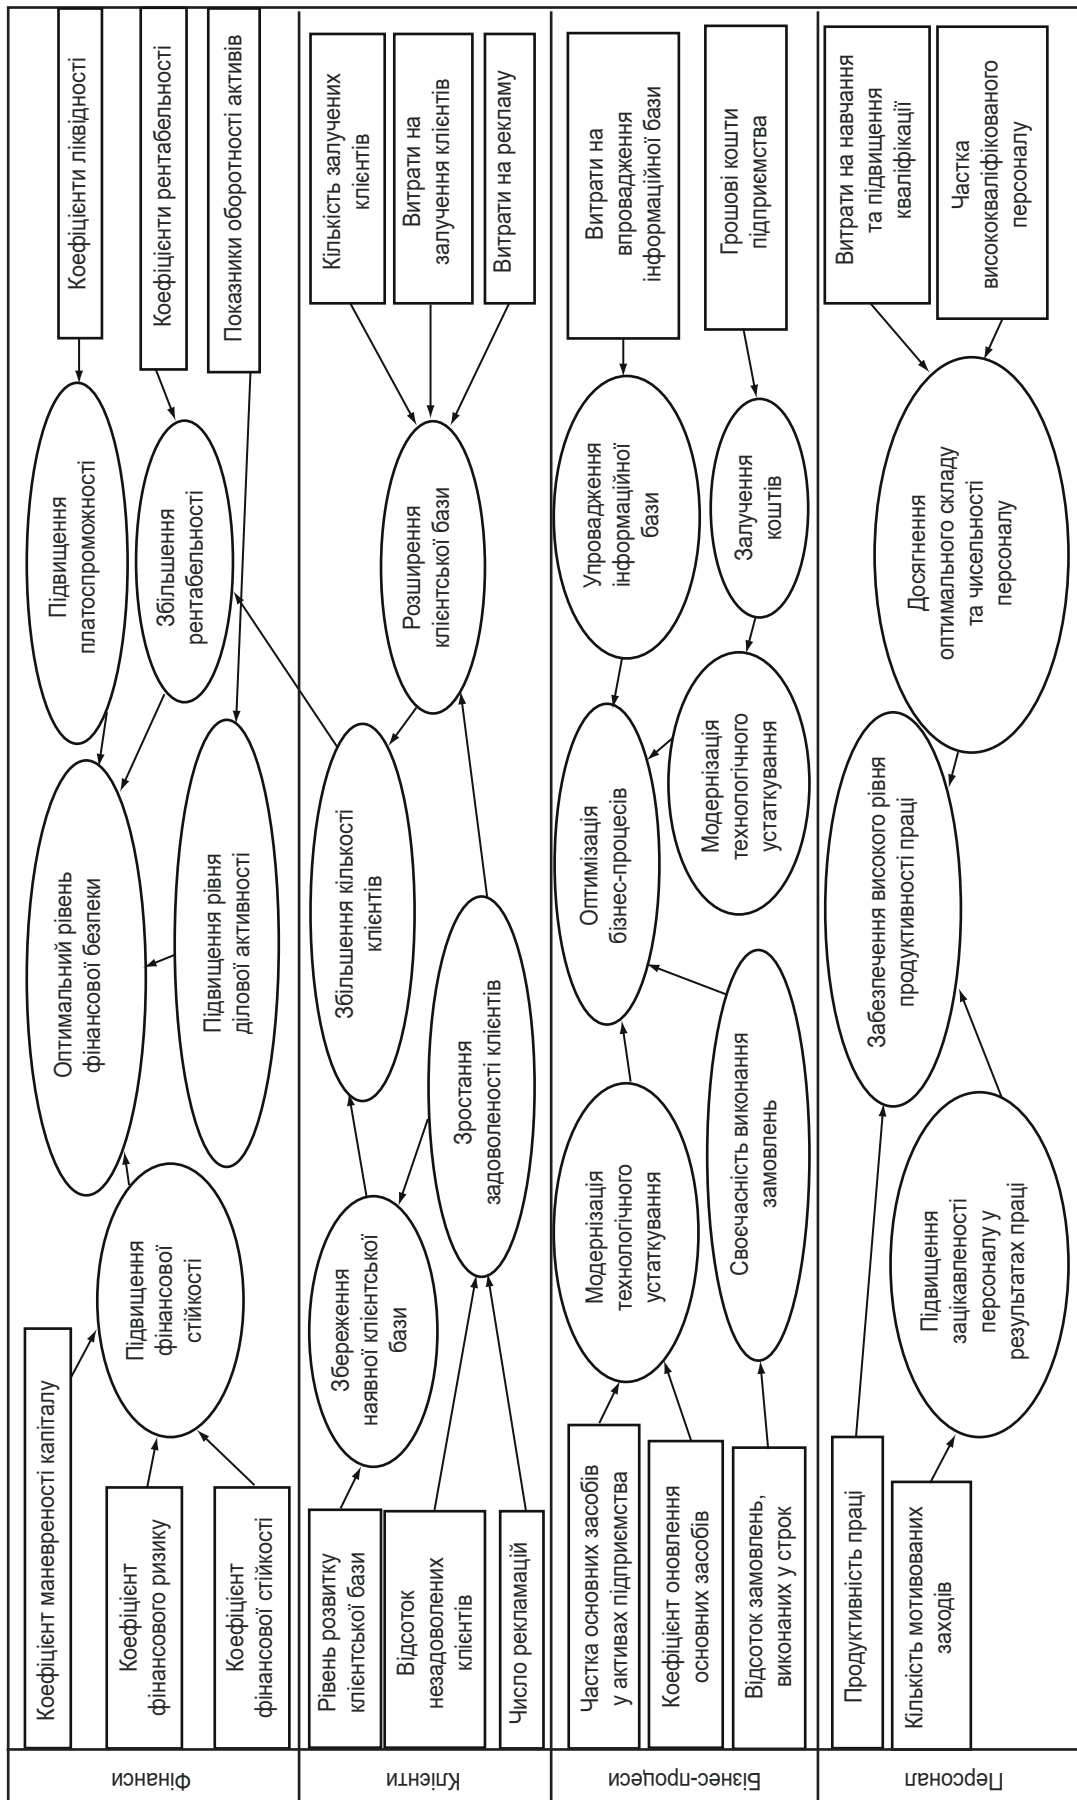 Фінанси
Коефіцієнт маневреності капіталу
Коефіцієнт
фінансового ризику
Коефіцієнт
фінансової стійкості
Підвищення
фінансової
стійкості
Оптимальний рівень
фінансової безпеки
Підвищення рівня
ділової активності
Підвищення
платоспроможності
Збільшення
рентабельності
Коефіцієнти ліквідності
Коефіцієнти рентабельності
Показники оборотності активів
Клієнти
Рівень розвитку
клієнтської бази
Відсоток
незадоволених
клієнтів
Число рекламацій
Збереження
наявної клієнтської
бази
Зростання
задоволеності клієнтів
Збільшення кількості
клієнтів
Розширення
клієнтської бази
Кількість залучених
клієнтів
Витрати на
залучення клієнтів
Витрати на рекламу
Бізнес-процеси
Частка основних засобів
у активах підприємства
Коефіцієнт оновлення
основних засобів
Відсоток замовлень,
виконаних у строк
Модернізація
технологічного
устаткування
Своєчасність виконання
замовлень
Оптимізація
бізнес-процесів
Модернізація
технологічного
устаткування
Упровадження
інформаційної
бази
Залучення
коштів
Витрати на
впровадження
інформаційної бази
Грошові кошти
підприємства
Персонал
Продуктивність праці
Кількість мотивованих
заходів
Підвищення
зацікавленості
персоналу у
результатах праці
Забезпечення високого рівня
продуктивності праці
Досягнення
оптимального складу
та чисельності
персоналу
Витрати на навчання
та підвищення
кваліфікації
Частка
висококваліфікованого
персоналу